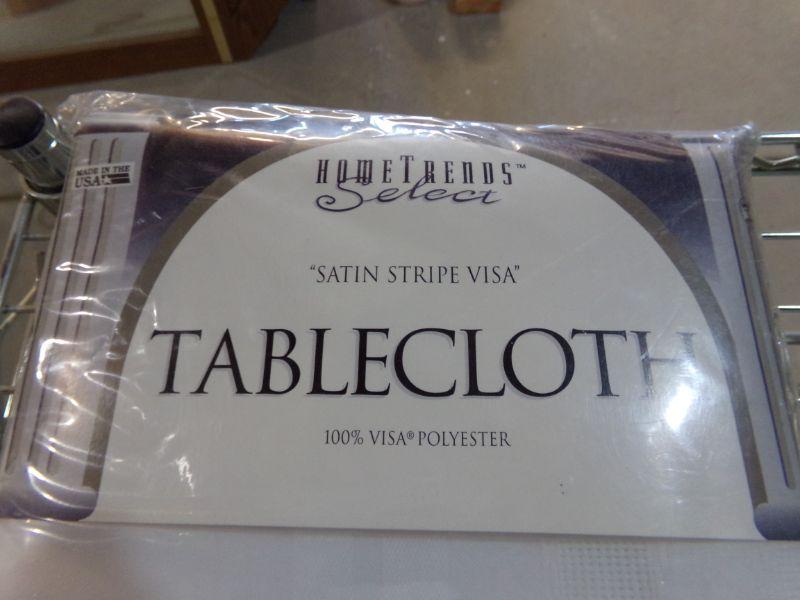 MADE IN THE
USA
HOMETRENDS™
Select
"SATIN STRIPE VISA"
TABLECLOTH
100% VISA® POLYESTER